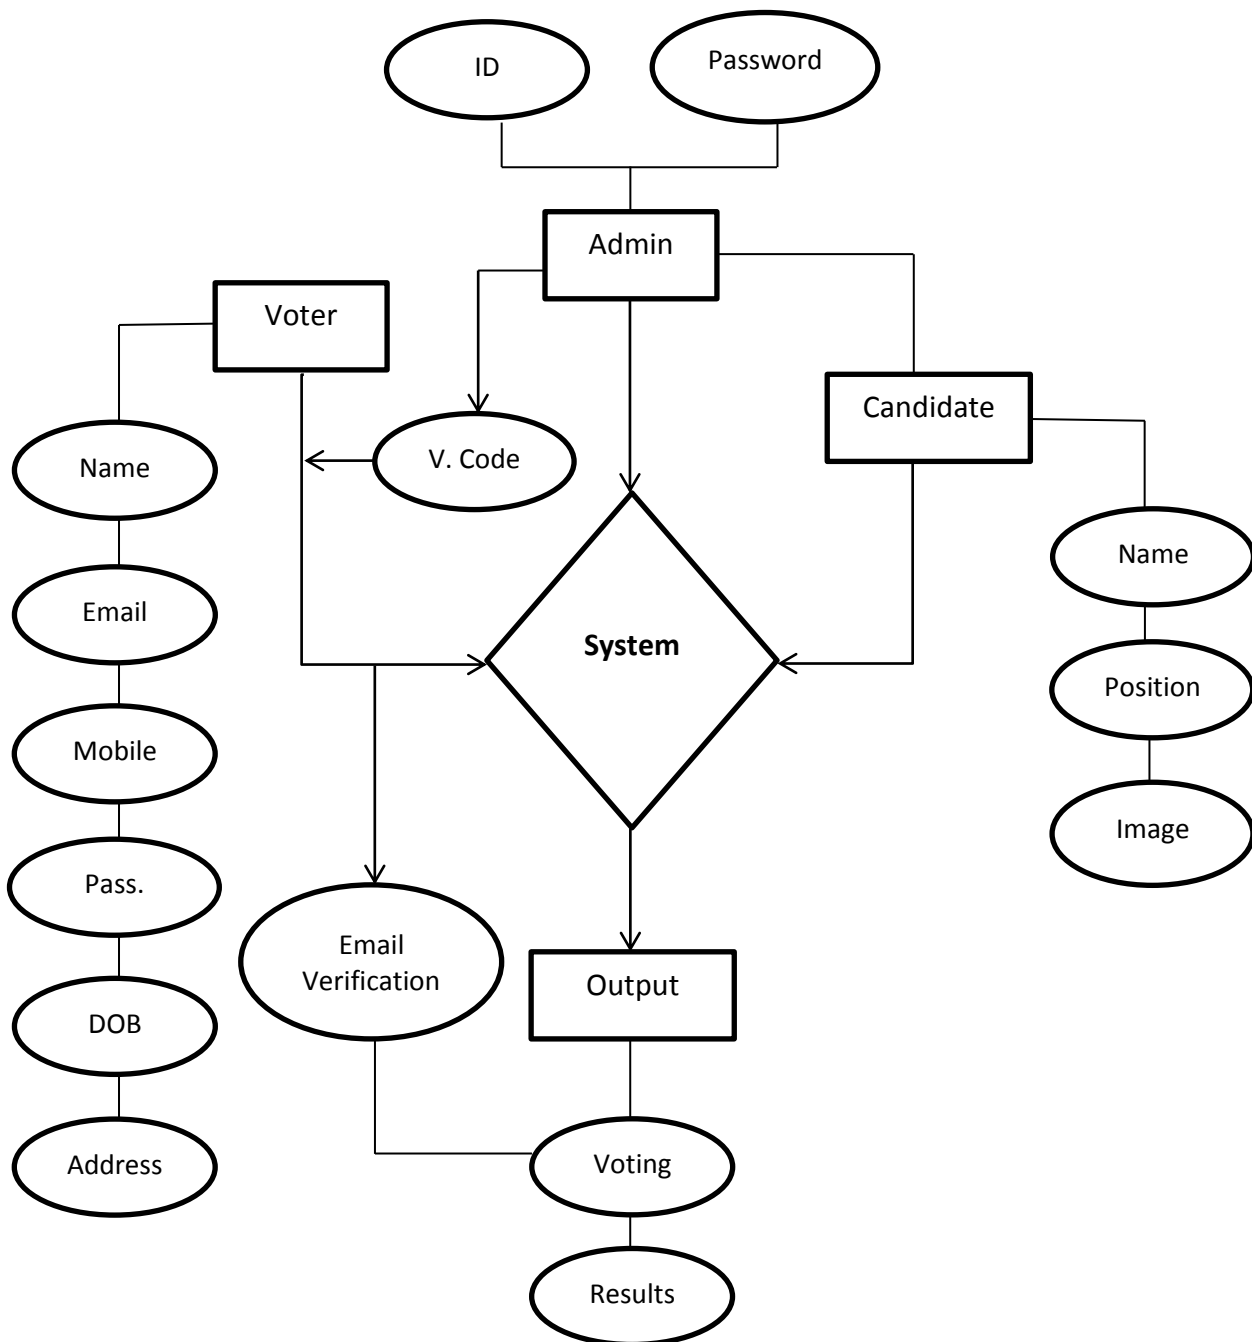 ID
Password
Admin
Voter
Candidate
V. Code
Name
Email
Mobile
Pass.
DOB
Address
System
Name
Position
Image
Email
Verification
Output
Voting
Results